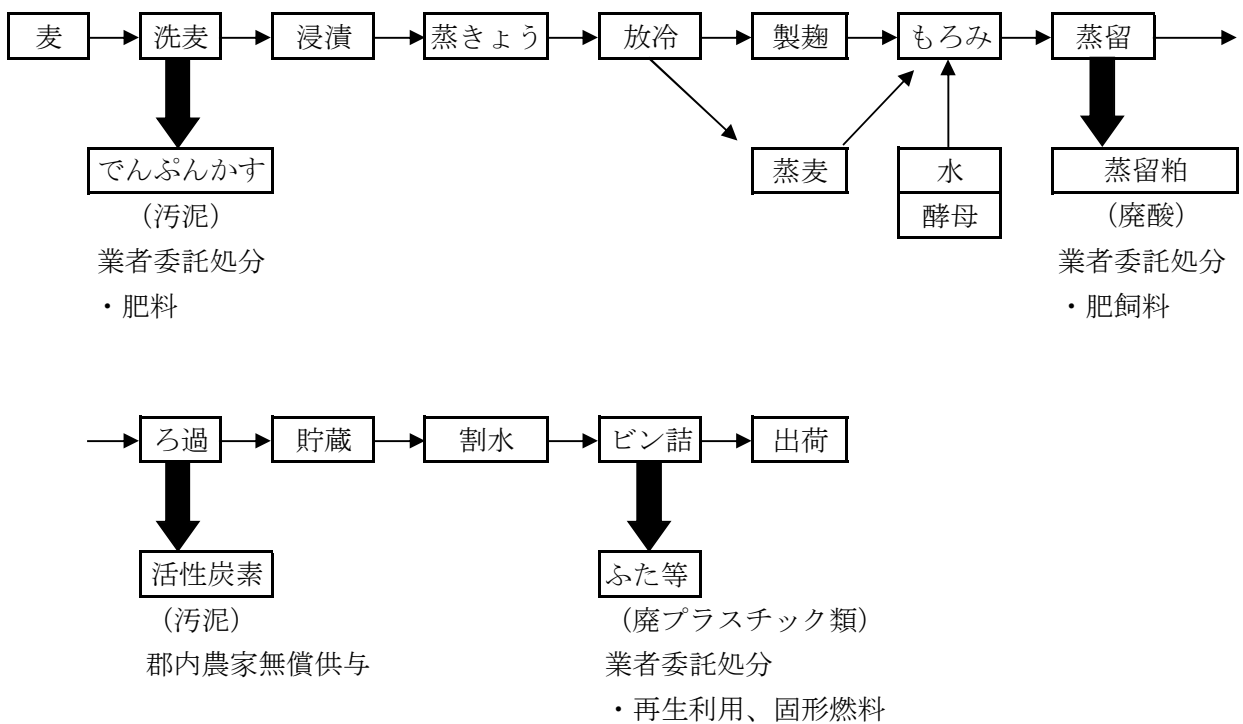 麦
洗麦
浸漬
蒸きょう
放冷
製麹
もろみ
蒸留
でんぷんかす
(汚泥)
業者委託処分
・肥料
蒸麦
水
酵母
蒸留粕
(廃酸)
業者委託処分
・肥飼料
ろ過
貯蔵
割水
ビン詰
出荷
活性炭素
(汚泥)
郡内農家無償供与
ふた等
(廃プラスチック類)
業者委託処分
・再生利用、固形燃料